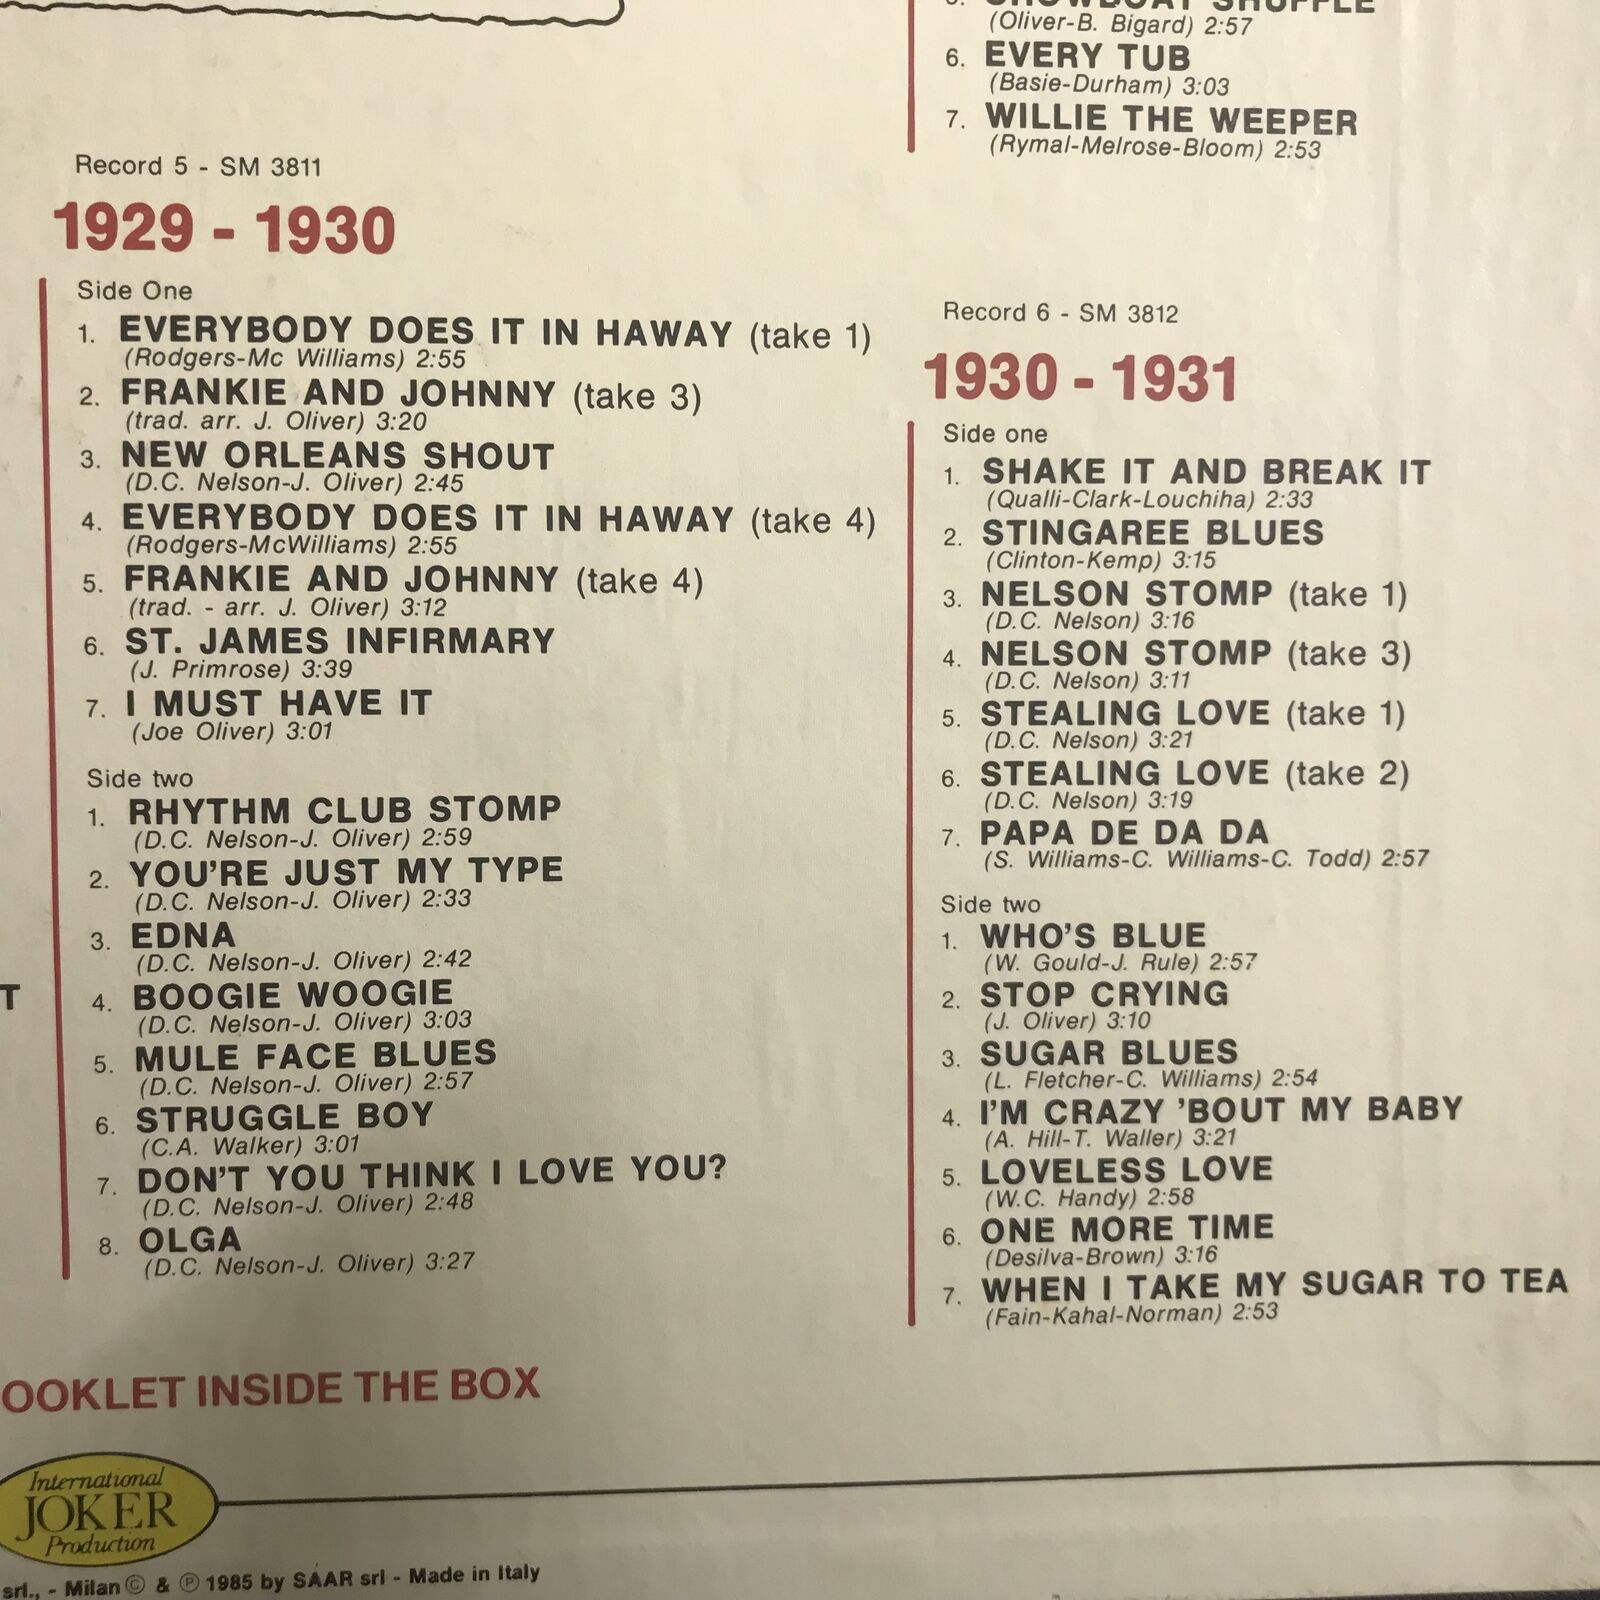 SHOWBOAT SHUFFLE
(Oliver-B. Bigard) 2:57
6. EVERY TUB
(Basie-Durham) 3:03
7. WILLIE THE WEEPER
(Rymal-Melrose-Bloom) 2:53
Record 5 - SM 3811
1929 - 1930
Side One
1. EVERYBODY DOES IT IN HAWAY (take 1)
(Rodgers-Mc Williams) 2:55
2. FRANKIE AND JOHNNY (take 3)
(trad. arr. J. Oliver) 3:20
3. NEW ORLEANS SHOUT
(D.C. Nelson-J. Oliver) 2:45
4. EVERYBODY DOES IT IN HAWAY (take 4)
(Rodgers-McWilliams) 2:55
5. FRANKIE AND JOHNNY (take 4)
(trad. - arr. J. Oliver) 3:12
6. ST. JAMES INFIRMARY
(J. Primrose) 3:39
7. I MUST HAVE IT
(Joe Oliver) 3:01
Side two
1. RHYTHM CLUB STOMP
(D.C. Nelson-J. Oliver) 2:59
2. YOU'RE JUST MY TYPE
(D.C. Nelson-J. Oliver) 2:33
3. EDNA
(D.C. Nelson-J. Oliver) 2:42
4. BOOGIE WOOGIE
(D.C. Nelson-J. Oliver) 3:03
5. MULE FACE BLUES
(D.C. Nelson-J. Oliver) 2:57
6. STRUGGLE BOY
(C.A. Walker) 3:01
7. DON'T YOU THINK I LOVE YOU?
(D.C. Nelson-J. Oliver) 2:48
8. OLGA
(D.C. Nelson-J. Oliver) 3:27
T
Record 6 - SM 3812
1930 - 1931
Side one
1. SHAKE IT AND BREAK IT
(Qualli-Clark-Louchiha) 2:33
2. STINGAREE BLUES
(Clinton-Kemp) 3:15
3. NELSON STOMP (take 1)
(D.C. Nelson) 3:16
4. NELSON STOMP (take 3)
(D.C. Nelson) 3:11
5. STEALING LOVE (take 1)
(D.C. Nelson) 3:21
6. STEALING LOVE (take 2)
(D.C. Nelson) 3:19
7. PAPA DE DA DA
(S. Williams-C. Williams-C. Todd) 2:57
Side two
1. WHO'S BLUE
(W. Gould-J. Rule) 2:57
2. STOP CRYING
(J. Oliver) 3:10
3. SUGAR BLUES
(L. Fletcher-C. Williams) 2:54
4. I'M CRAZY 'BOUT MY BABY
(A. Hill-T. Waller) 3:21
5. LOVELESS LOVE
(W.C. Handy) 2:58
6. ONE MORE TIME
(Desilva-Brown) 3:16
7. WHEN I TAKE MY SUGAR TO TEA
(Fain-Kahal-Norman) 2:53
OOKLET INSIDE THE BOX
International
JOKER
Production
srl., - Milan © & ℗ 1985 by SAAR srl - Made in Italy